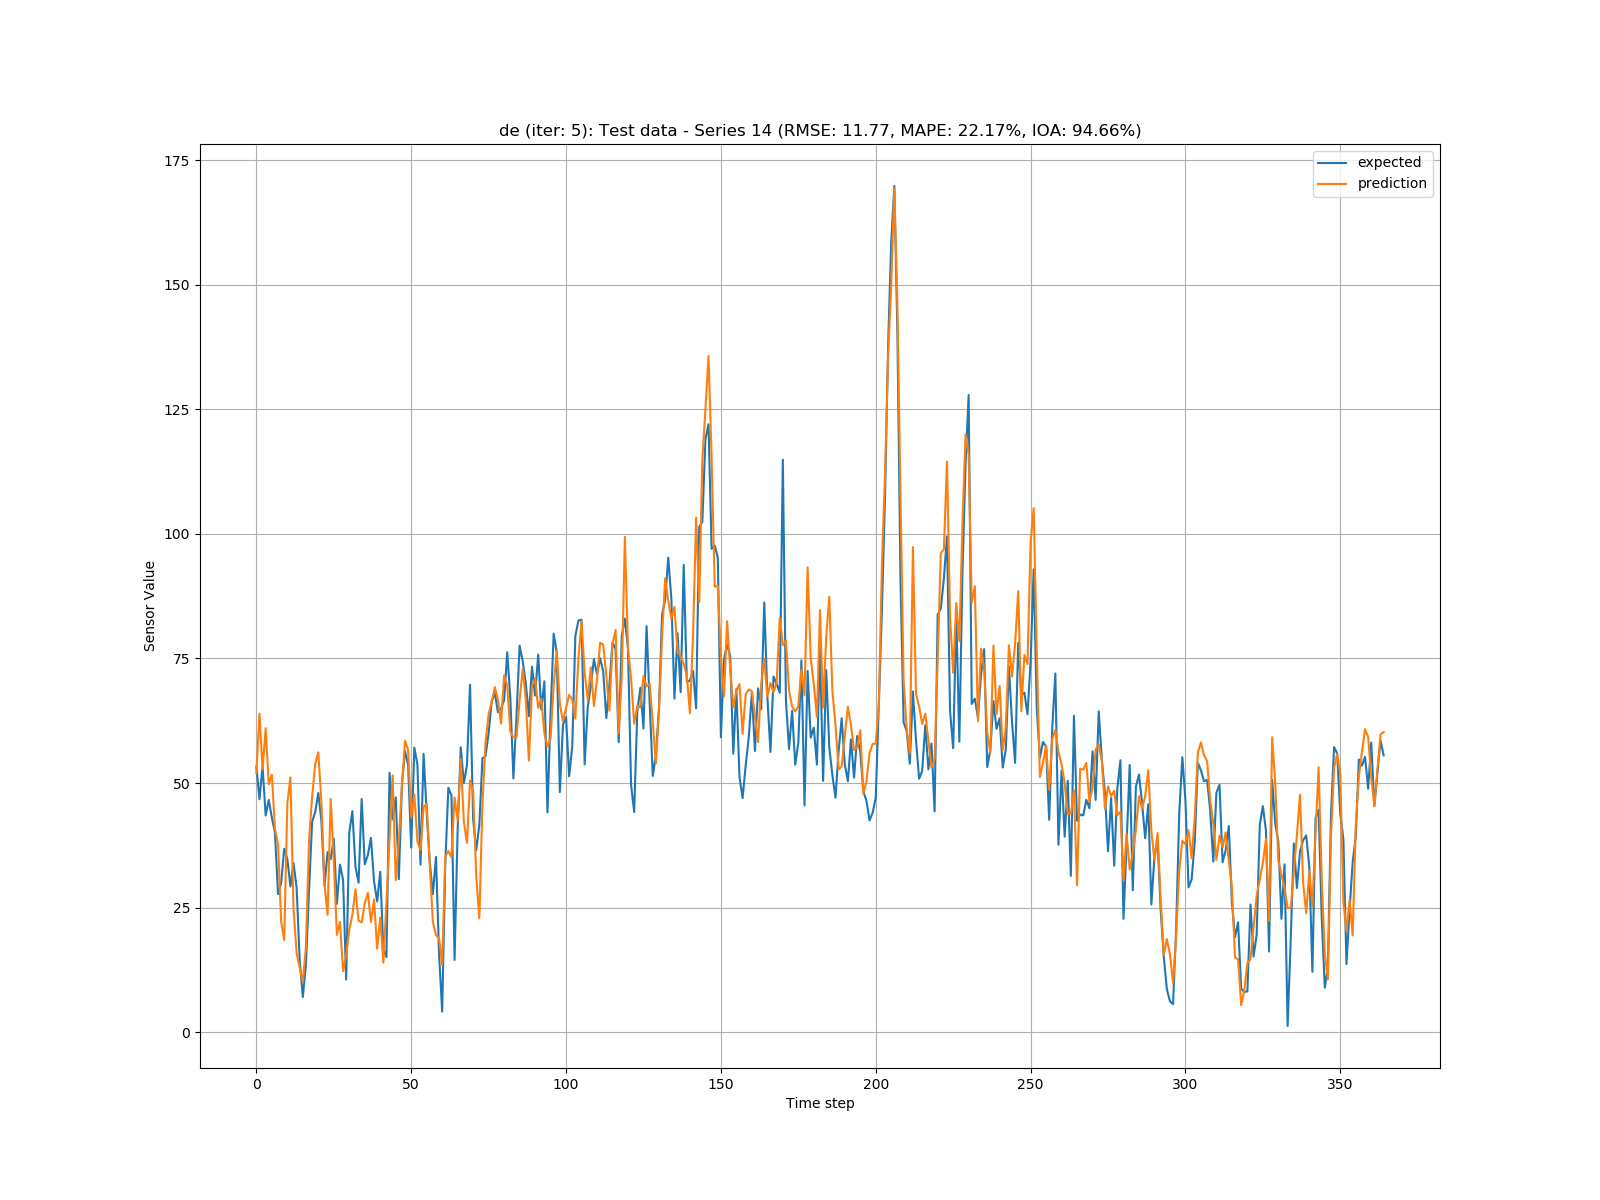 de (iter: 5): Test data - Series 14 (RMSE: 11.77, MAPE: 22.17%, IOA: 94.66%)
expected
prediction
175
150
125
100
75
50
25
0
Sensor Value
0 50 100 150 200 250 300 350
Time step